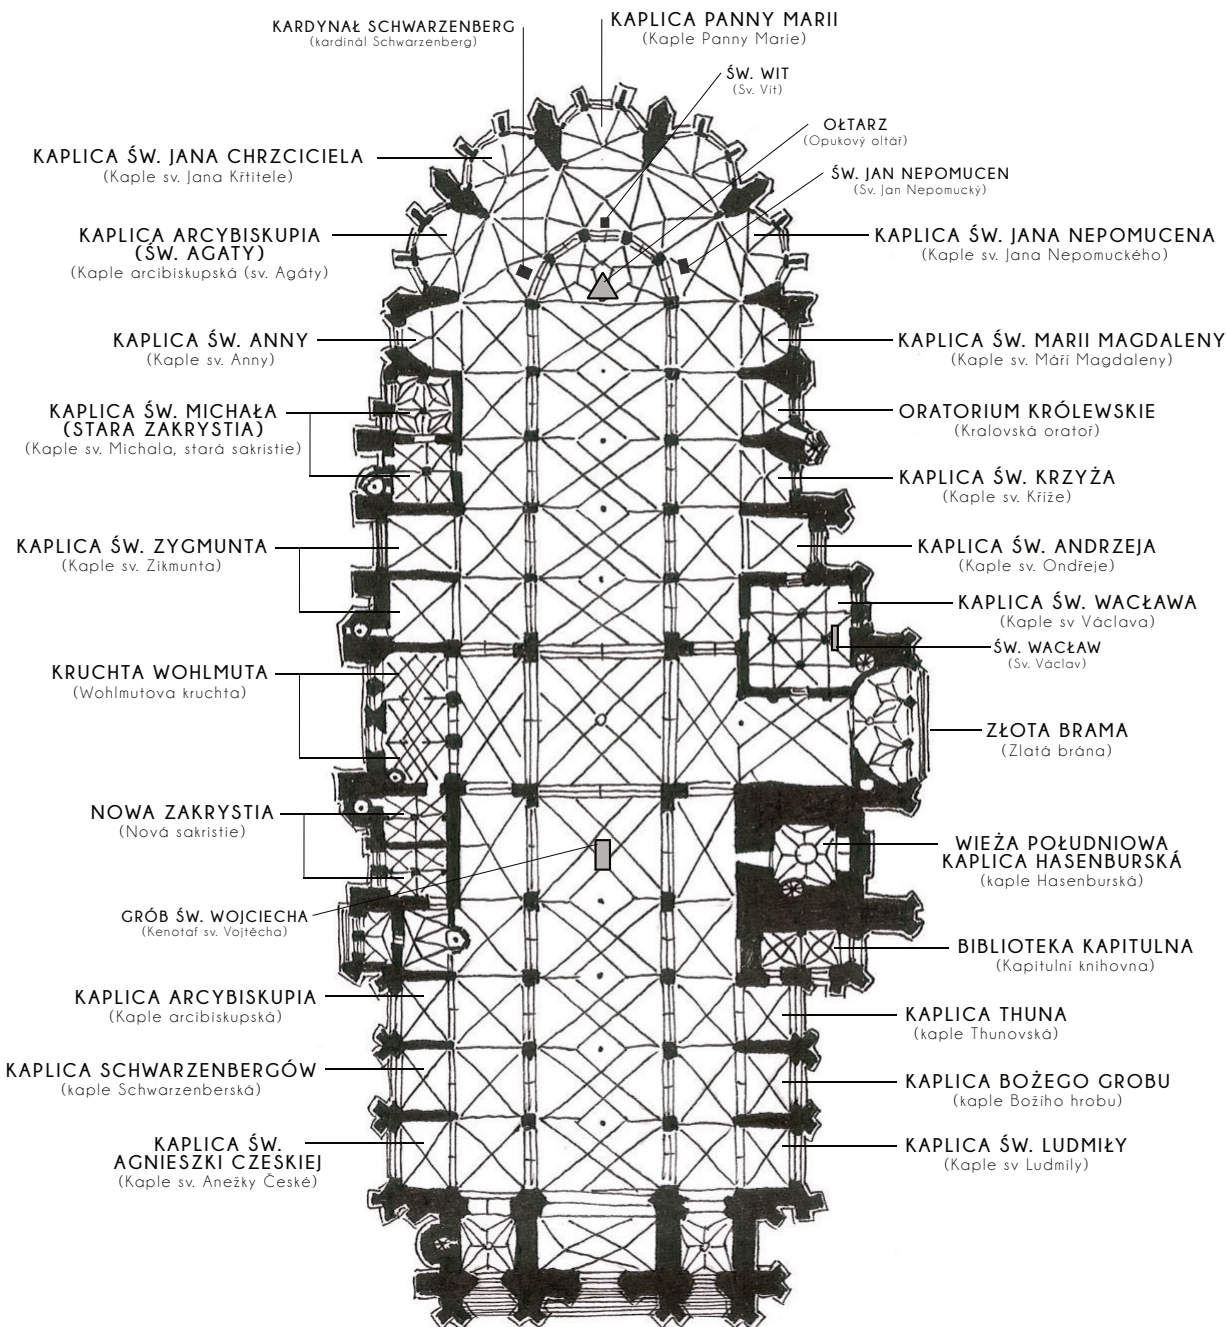 KARDYNAŁ SCHWARZENBERG
(kardinál Schwarzenberg)
KAPLICA PANNY MARII
(Kaple Panny Marie)
ŚW. WIT
(Sv. Vít)
OŁTARZ
(Opukový oltář)
KAPLICA ŚW. JANA CHRZCICIELA
(Kaple sv. Jana Křtitele)
ŚW. JAN NEPOMUCEN
(Sv. Jan Nepomucký)
KAPLICA ARCYBISKUPIA
(ŚW. AGATY)
(Kaple arcibiskupská (sv. Agáty)
KAPLICA ŚW. JANA NEPOMUCENA
(Kaple sv. Jana Nepomuckého)
KAPLICA ŚW. ANNY
(Kaple sv. Anny)
KAPLICA ŚW. MARII MAGDALENY
(Kaple sv. Máří Magdaleny)
KAPLICA ŚW. MICHAŁA
(STARA ZAKRYSTIA)
(Kaple sv. Michala, stará sakristie)
ORATORIUM KRÓLEWSKIE
(Kralovská oratoř)
KAPLICA ŚW. KRZYŻA
(Kaple sv. Kříže)
KAPLICA ŚW. ZYGMUNTA
(Kaple sv. Zikmunta)
KAPLICA ŚW. ANDRZEJA
(Kaple sv. Ondřeje)
KAPLICA ŚW. WACŁAWA
(Kaple sv Václava)
ŚW. WACŁAW
(Sv. Václav)
KRUCHTA WOHLMUTA
(Wohlmutova kruchta)
ZŁOTA BRAMA
(Zlatá brána)
NOWA ZAKRYSTIA
(Nová sakristie)
WIEŻA POŁUDNIOWA
KAPLICA HASENBURSKÁ
(kaple Hasenburská)
GRÓB ŚW. WOJCIECHA
(Kenotaf sv. Vojtěcha)
BIBLIOTEKA KAPITULNA
(Kapitulní knihovna)
KAPLICA ARCYBISKUPIA
(Kaple arcibiskupská)
KAPLICA THUNA
(kaple Thunovská)
KAPLICA SCHWARZENBERGÓW
(kaple Schwarzenberská)
KAPLICA BOŻEGO GROBU
(kaple Božího hrobu)
KAPLICA ŚW.
AGNIESZKI CZESKIEJ
(Kaple sv. Anežky České)
KAPLICA ŚW. LUDMIŁY
(Kaple sv Ludmily)